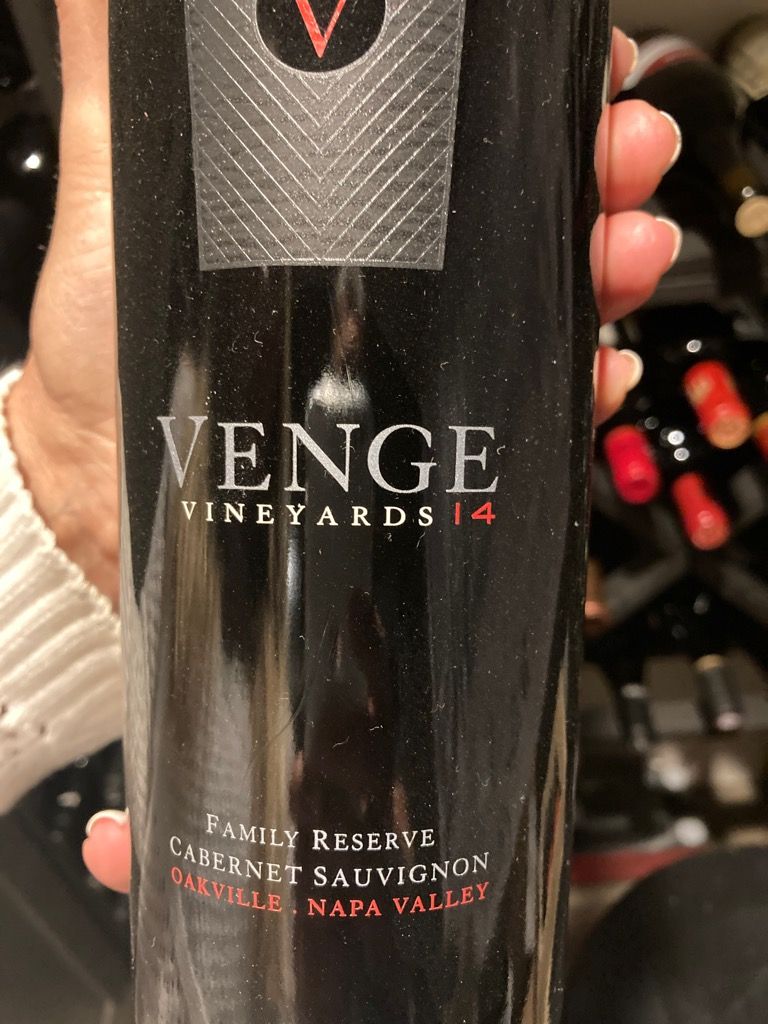 V
VENGE
VINEYARDS 14
FAMILY RESERVE
CABERNET SAUVIGNON
OAKVILLE . NAPA VALLEY